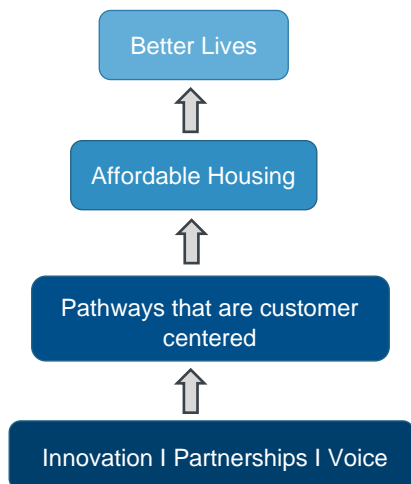 Better Lives
Affordable Housing
Pathways that are customer
centered
Innovation I Partnerships I Voice